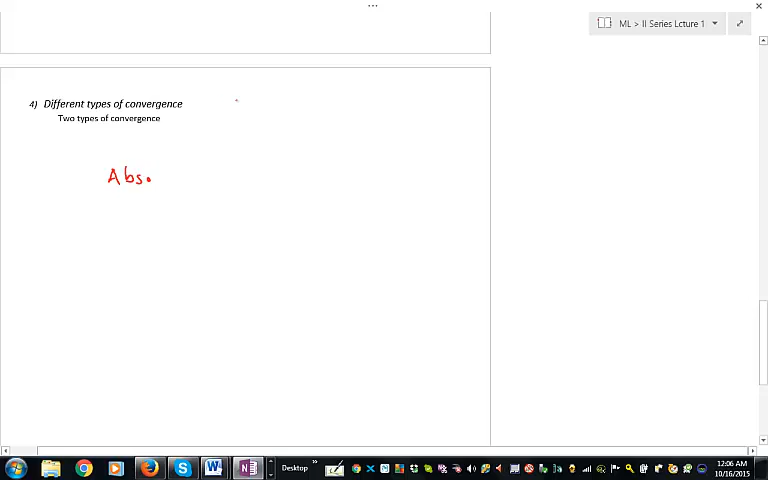 ML > II Series Lcture 1
4) Different types of convergence
Two types of convergence
Abs.
Desktop
12:06 AM
10/16/2015